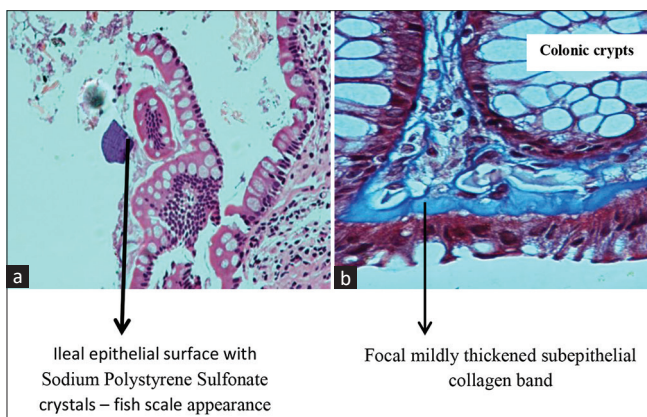 Colonic crypts
a
b
Ileal epithelial surface with
Sodium Polystyrene Sulfonate
crystals – fish scale appearance
Focal mildly thickened subepithelial
collagen band